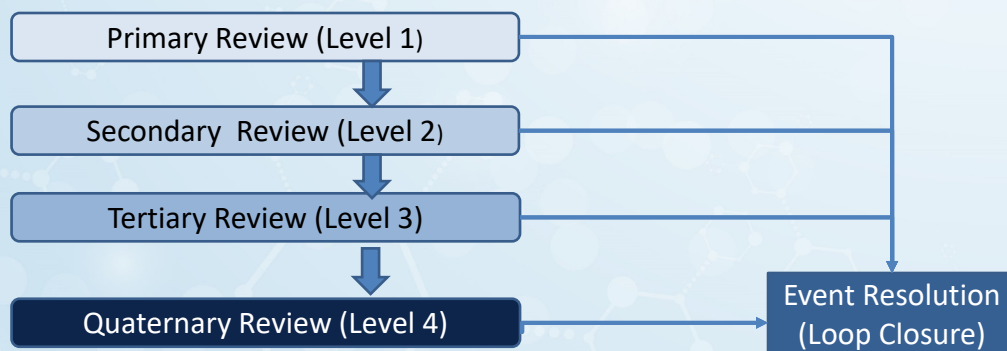 Primary Review (Level 1)
Secondary  Review (Level 2)
Tertiary Review (Level 3)
Quaternary Review (Level 4)
Event Resolution
(Loop Closure)